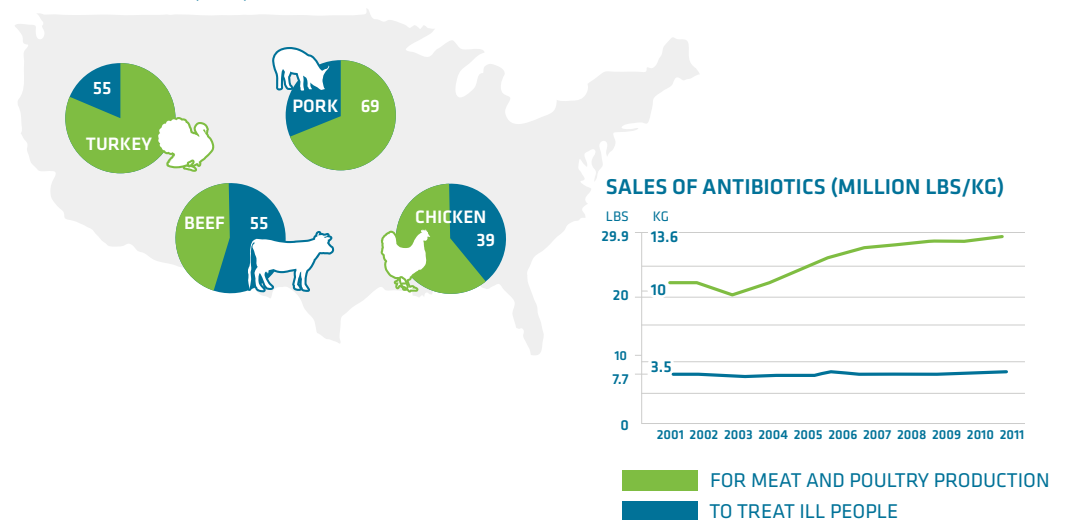 55
TURKEY
PORK
69
BEEF
55
CHICKEN
39
SALES OF ANTIBIOTICS (MILLION LBS/KG)
LBS KG
29.9 13.6
20 10
10
3.5
7.7
0
2001 2002 2003 2004 2005 2006 2007 2008 2009 2010 2011
FOR MEAT AND POULTRY PRODUCTION
TO TREAT ILL PEOPLE